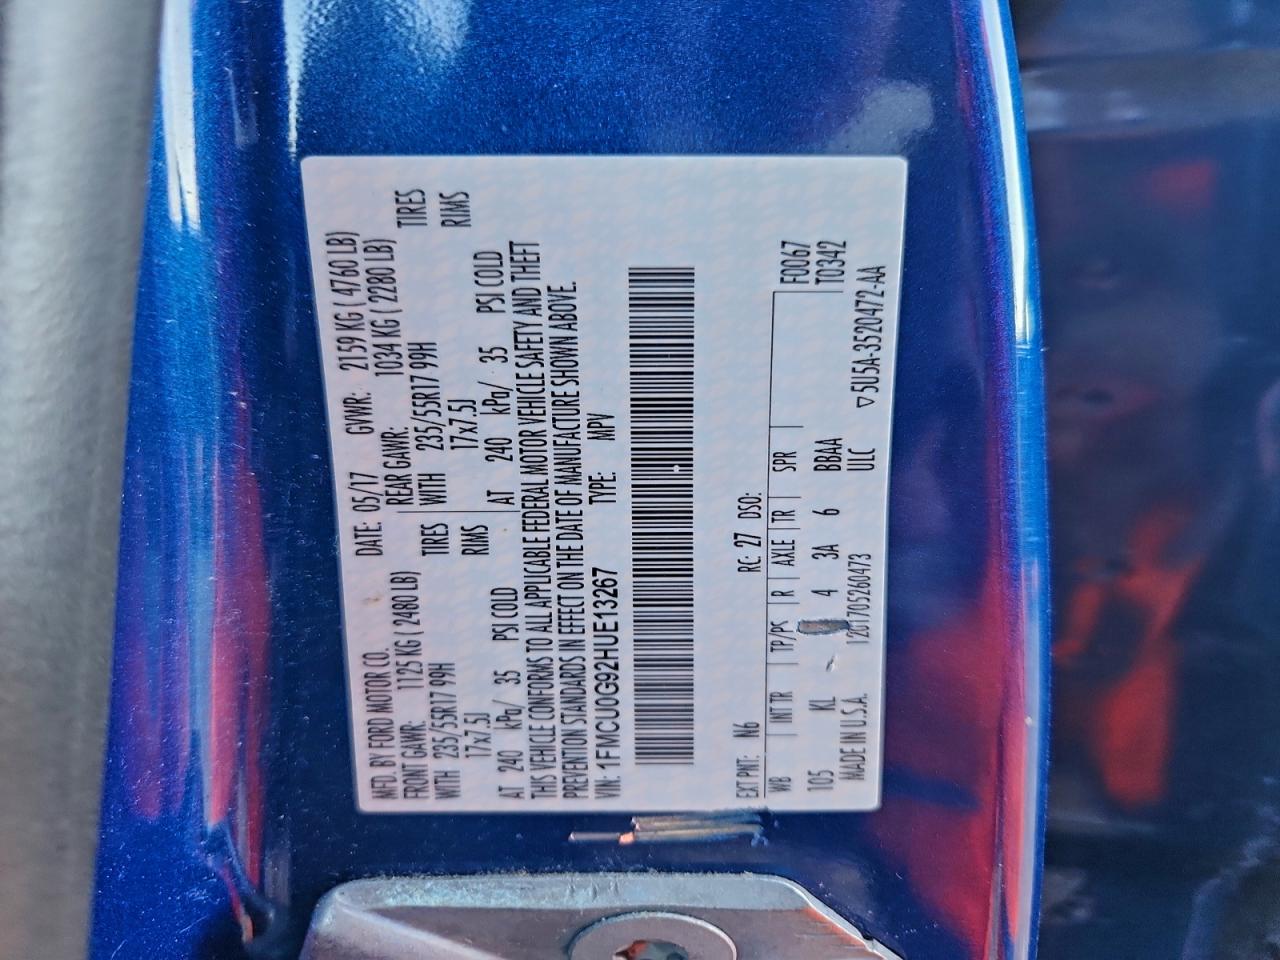 MFD. BY FORD MOTOR CO. DATE: 05/17 GVWR: 2159 KG ( 4760 LB)
FRONT GAWR: 1125 KG ( 2480 LB) REAR GAWR: 1034 KG ( 2280 LB)
WITH 235/55R17 99H TIRES WITH 235/55R17 99H TIRES
17x7.5J RIMS 17x7.5J RIMS
AT 240 kPa/ 35 PSI COLD AT 240 kPa/ 35 PSI COLD
THIS VEHICLE CONFORMS TO ALL APPLICABLE FEDERAL MOTOR VEHICLE SAFETY AND THEFT
PREVENTION STANDARDS IN EFFECT ON THE DATE OF MANUFACTURE SHOWN ABOVE.
VIN: 1FMCU0G92HUE13267 TYPE: MPV
EXT PNT: N6 RC: 27 DSO:
WB INT TR TP/PS R AXLE TR SPR F0067
105 KL 4 3A 6 BBAA T0342
MADE IN U.S.A. 120170526 0473 ULC ▽5U5A-3520472-AA